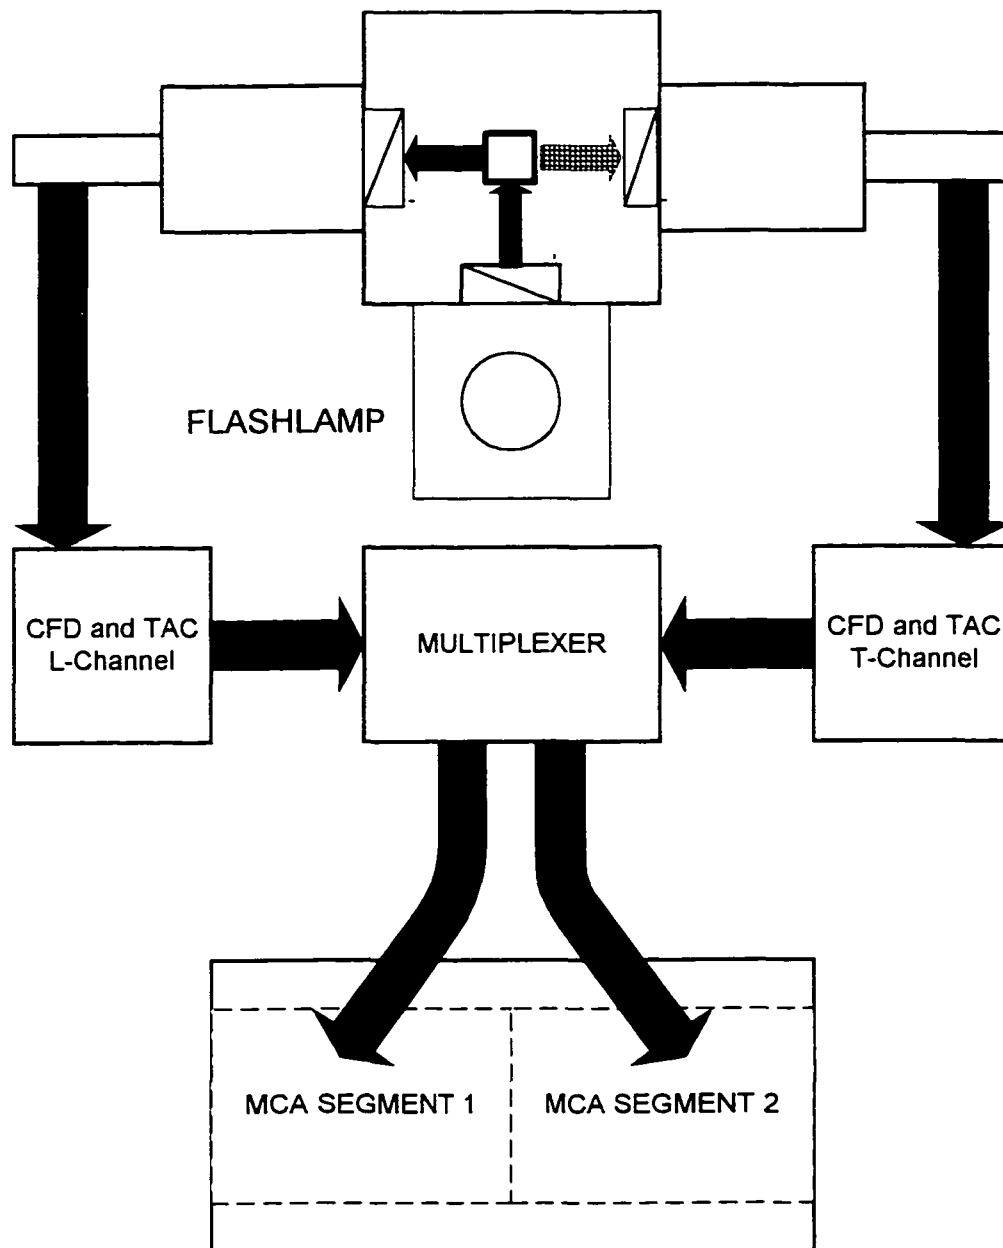 FLASHLAMP
CFD and TAC
L-Channel
MULTIPLEXER
CFD and TAC
T-Channel
MCA SEGMENT 1
MCA SEGMENT 2